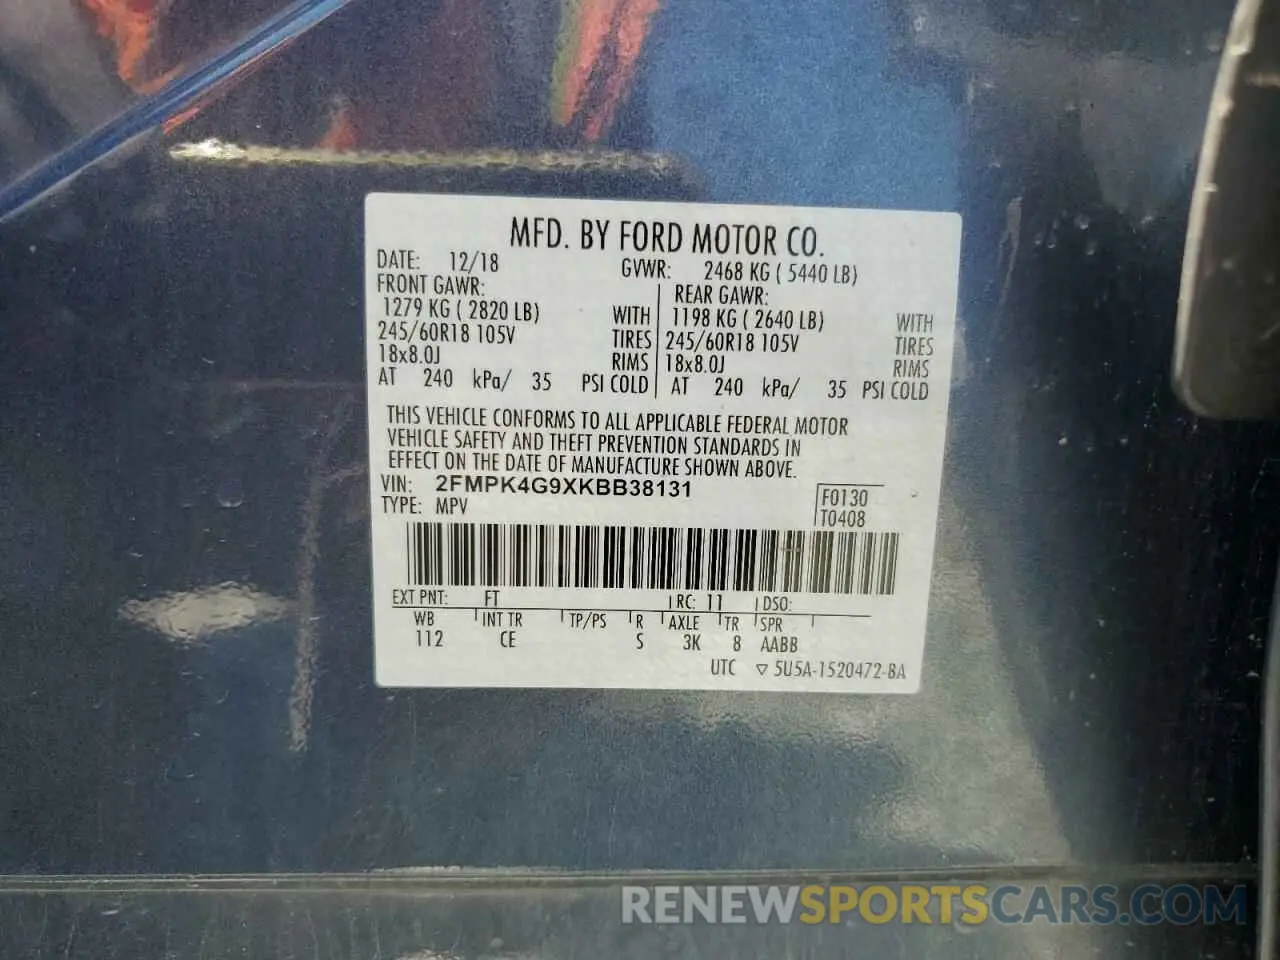 MFD. BY FORD MOTOR CO.
DATE: 12/18 GVWR: 2468 KG ( 5440 LB)
FRONT GAWR: REAR GAWR:
1279 KG ( 2820 LB) WITH 1198 KG ( 2640 LB) WITH
245/60R18 105V TIRES 245/60R18 105V TIRES
18x8.0J RIMS 18x8.0J RIMS
AT 240 kPa/ 35 PSI COLD AT 240 kPa/ 35 PSI COLD
THIS VEHICLE CONFORMS TO ALL APPLICABLE FEDERAL MOTOR
VEHICLE SAFETY AND THEFT PREVENTION STANDARDS IN
EFFECT ON THE DATE OF MANUFACTURE SHOWN ABOVE.
VIN: 2FMPK4G9XKBB38131 F0130
TYPE: MPV T0408
EXT PNT: FT RC: 11 DSO:
WB INT TR TP/PS R AXLE TR SPR
112 CE S 3K 8 AABB
UTC ▽ 5U5A-1520472-BA
RENEWSPORTSCARS.COM